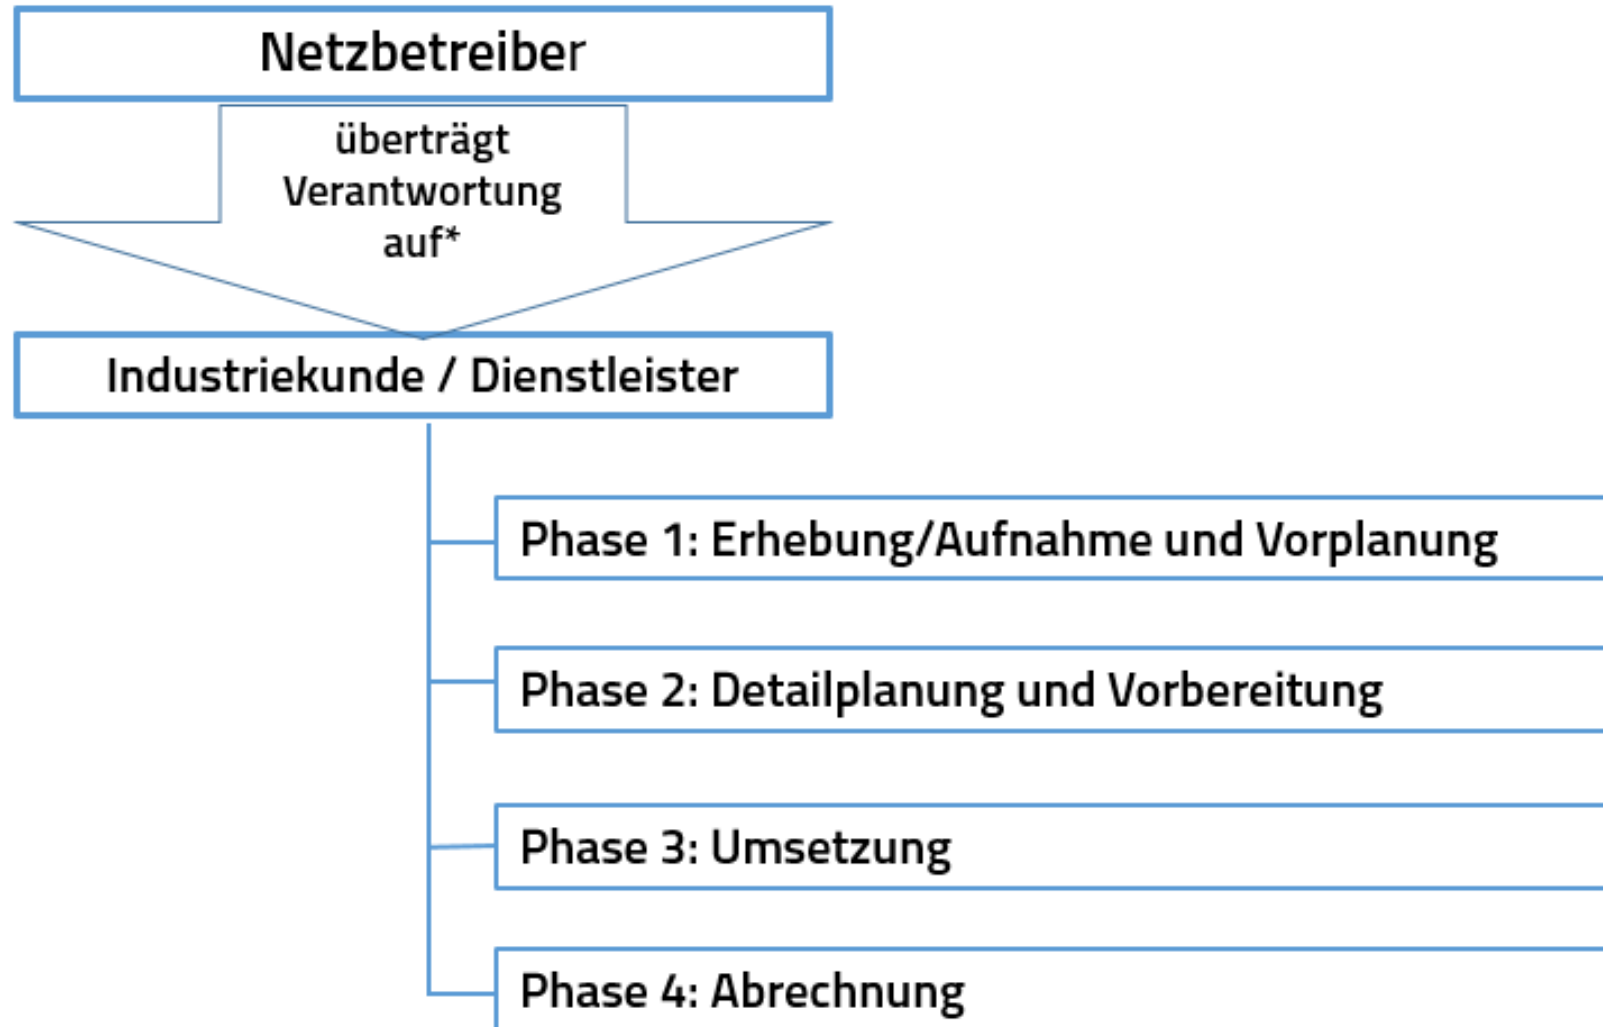 Netzbetreiber
überträgt
Verantwortung
auf*
Industriekunde / Dienstleister
Phase 1: Erhebung/Aufnahme und Vorplanung
Phase 2: Detailplanung und Vorbereitung
Phase 3: Umsetzung
Phase 4: Abrechnung